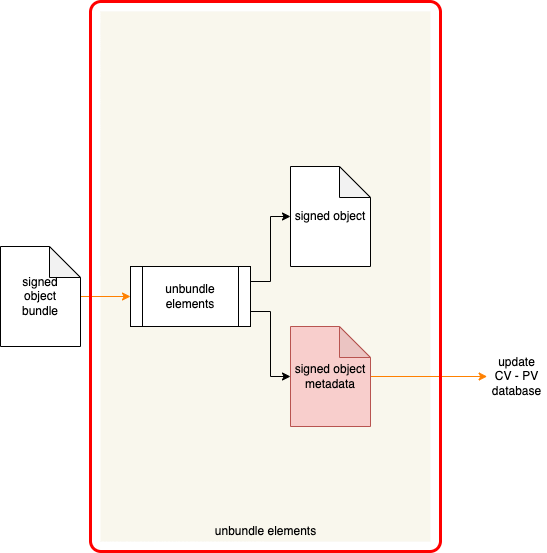 signed object
signed
object
bundle
unbundle
elements
signed object
metadata
update
CV - PV
database
unbundle elements